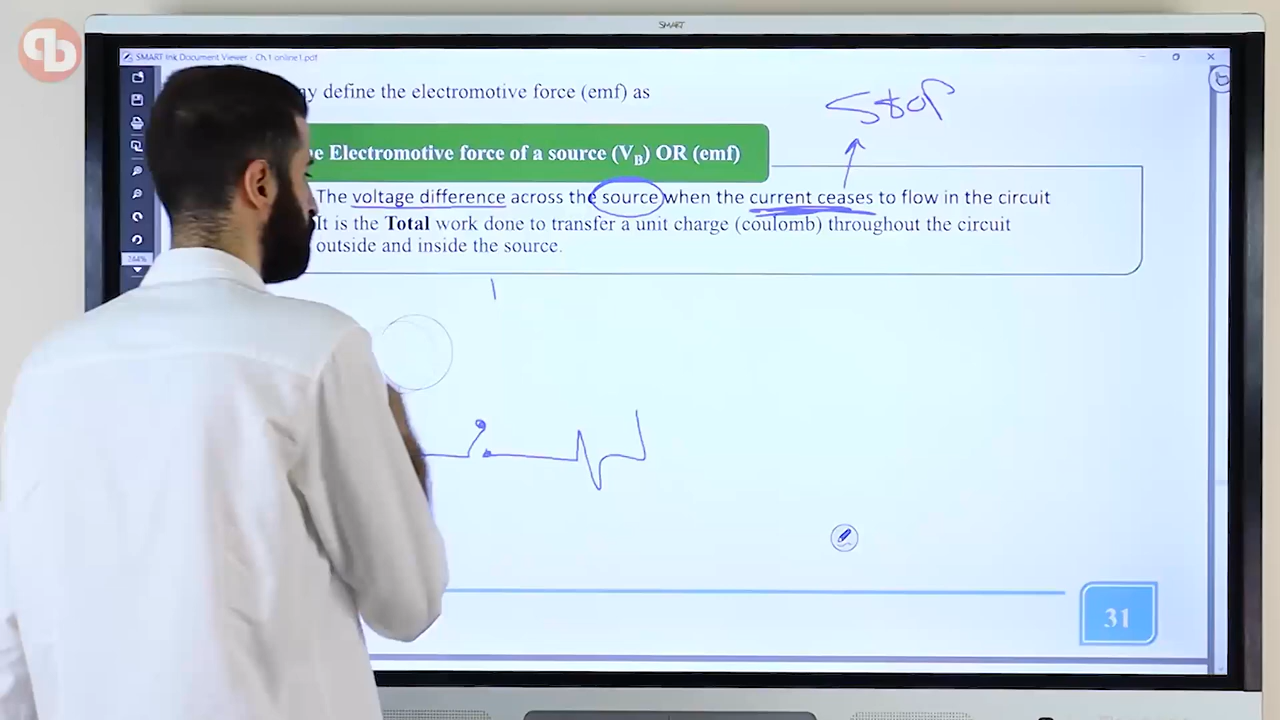 SMART
SMART Ink Document Viewer - Ch.1 online1.pdf
define the electromotive force (emf) as
STOP
Electromotive force of a source (VB) OR (emf)
The voltage difference across the source when the current ceases to flow in the circuit
It is the Total work done to transfer a unit charge (coulomb) throughout the circuit
outside and inside the source.
31